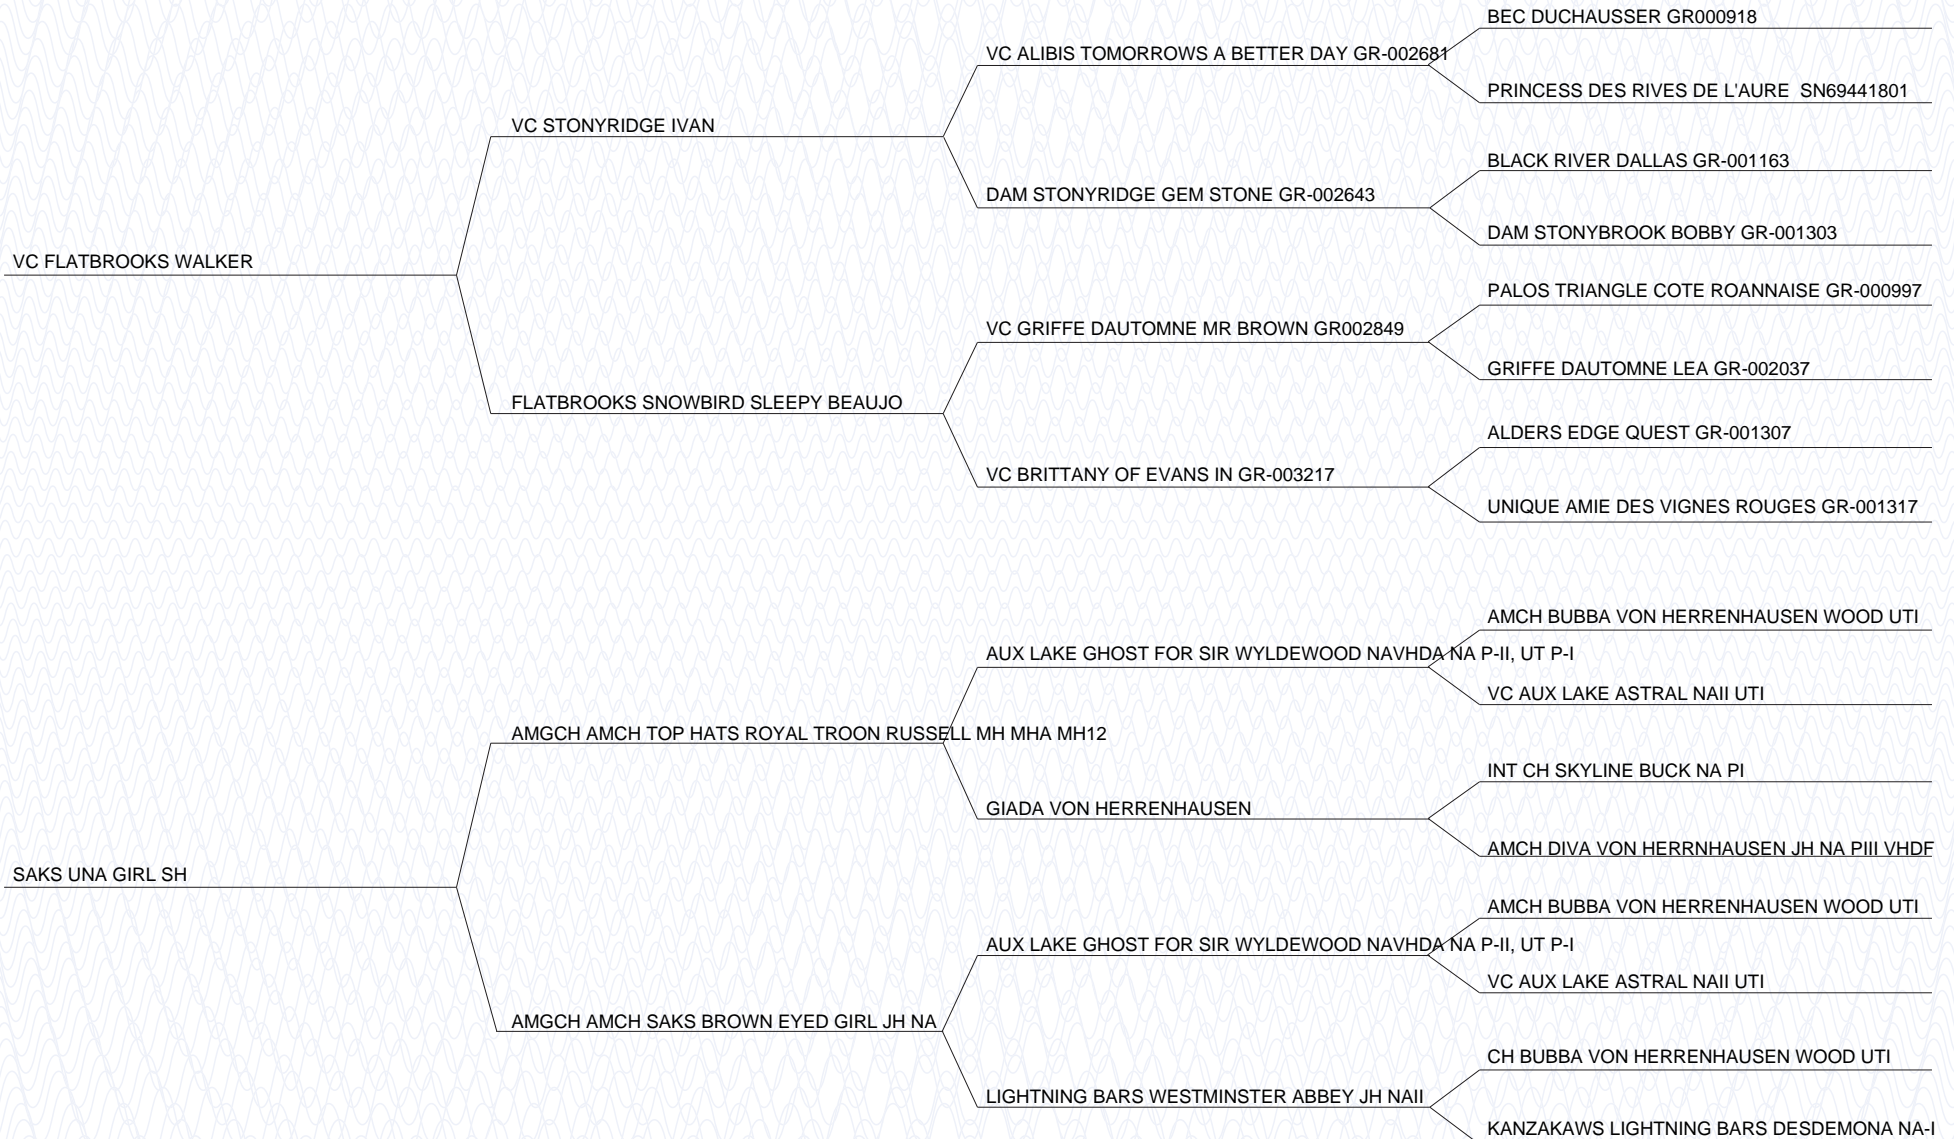 BEC DUCHAUSSER GR000918
VC ALIBIS TOMORROWS A BETTER DAY GR-002681
PRINCESS DES RIVES DE L'AURE  SN69441801
VC STONYRIDGE IVAN
BLACK RIVER DALLAS GR-001163
DAM STONYRIDGE GEM STONE GR-002643
DAM STONYBROOK BOBBY GR-001303
VC FLATBROOKS WALKER
PALOS TRIANGLE COTE ROANNAISE GR-000997
VC GRIFFE DAUTOMNE MR BROWN GR002849
GRIFFE DAUTOMNE LEA GR-002037
FLATBROOKS SNOWBIRD SLEEPY BEAUJO
ALDERS EDGE QUEST GR-001307
VC BRITTANY OF EVANS IN GR-003217
UNIQUE AMIE DES VIGNES ROUGES GR-001317
AMCH BUBBA VON HERRENHAUSEN WOOD UTI
AUX LAKE GHOST FOR SIR WYLDEWOOD NAVHDA NA P-II, UT P-I
VC AUX LAKE ASTRAL NAII UTI
AMGCH AMCH TOP HATS ROYAL TROON RUSSELL MH MHA MH12
INT CH SKYLINE BUCK NA PI
GIADA VON HERRENHAUSEN
AMCH DIVA VON HERRNHAUSEN JH NA PIII VHDF
SAKS UNA GIRL SH
AMCH BUBBA VON HERRENHAUSEN WOOD UTI
AUX LAKE GHOST FOR SIR WYLDEWOOD NAVHDA NA P-II, UT P-I
VC AUX LAKE ASTRAL NAII UTI
AMGCH AMCH SAKS BROWN EYED GIRL JH NA
CH BUBBA VON HERRENHAUSEN WOOD UTI
LIGHTNING BARS WESTMINSTER ABBEY JH NAII
KANZAKAWS LIGHTNING BARS DESDEMONA NA-I